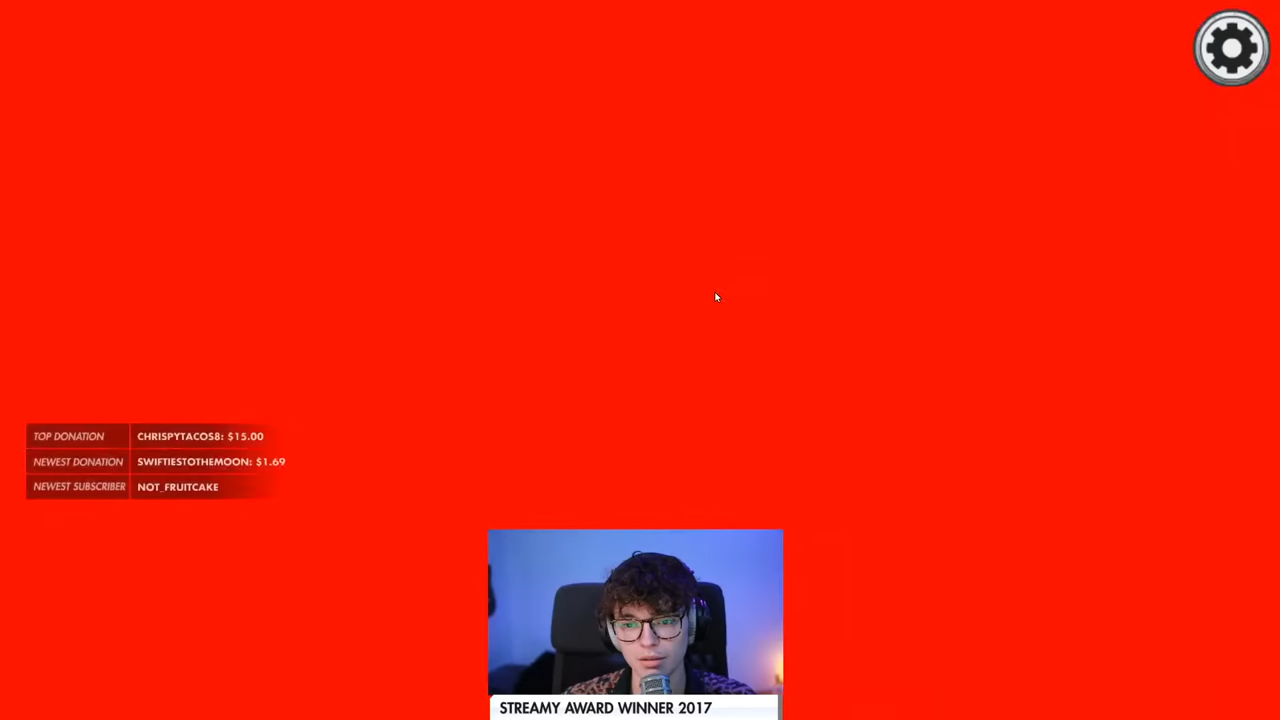 TOP DONATION CHRISPYTACOS8: $15.00
NEWEST DONATION SWIFTIESTOTHEMOON: $1.69
NEWEST SUBSCRIBER NOT_FRUITCAKE
STREAMY AWARD WINNER 2017